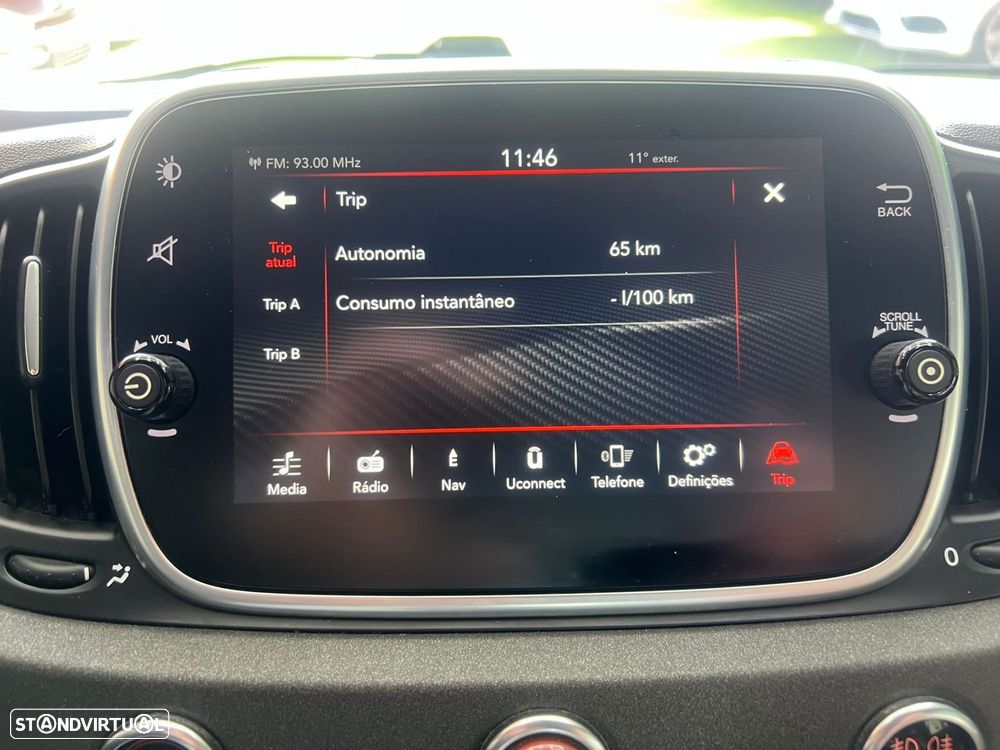 FM: 93.00 MHz
11:46
11° exter.
Trip
BACK
Trip
atual
Autonomia
65 km
Trip A
Consumo instantâneo
- l/100 km
Trip B
VOL
SCROLL
TUNE
Media
Rádio
E
Nav
Uconnect
Telefone
Definições
Trip
0
STANDVIRTUAL